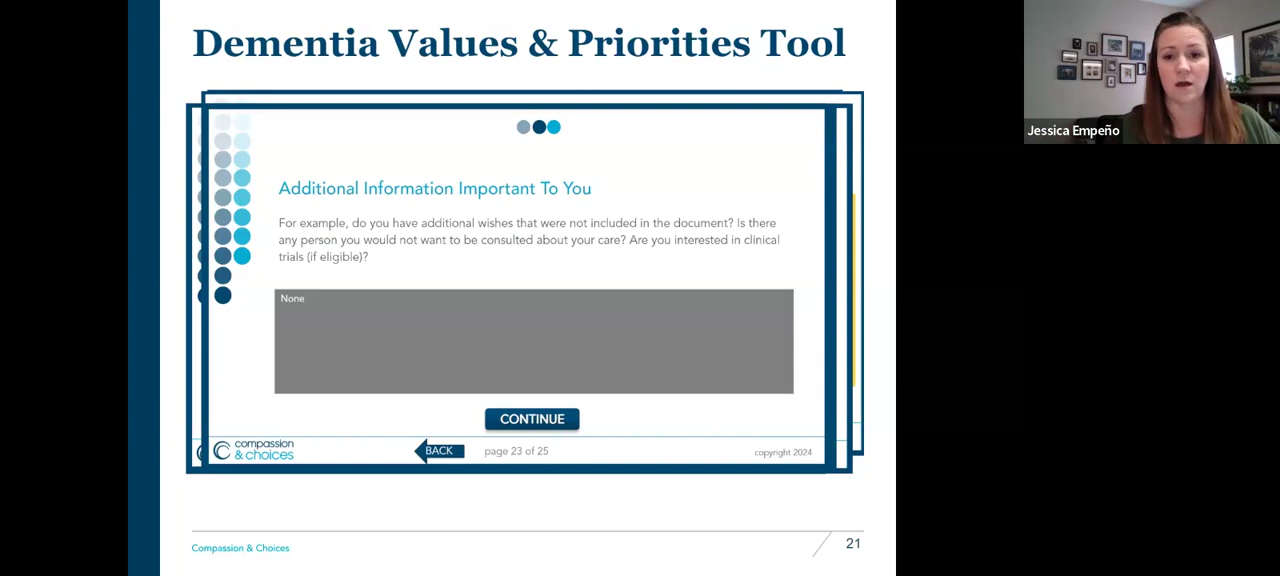 Dementia Values & Priorities Tool
Jessica Empeño
Additional Information Important To You
For example, do you have additional wishes that were not included in the document? Is there
any person you would not want to be consulted about your care? Are you interested in clinical
trials (if eligible)?
None
CONTINUE
compassion
& choices
BACK
page 23 of 25
copyright 2024
Compassion & Choices
21